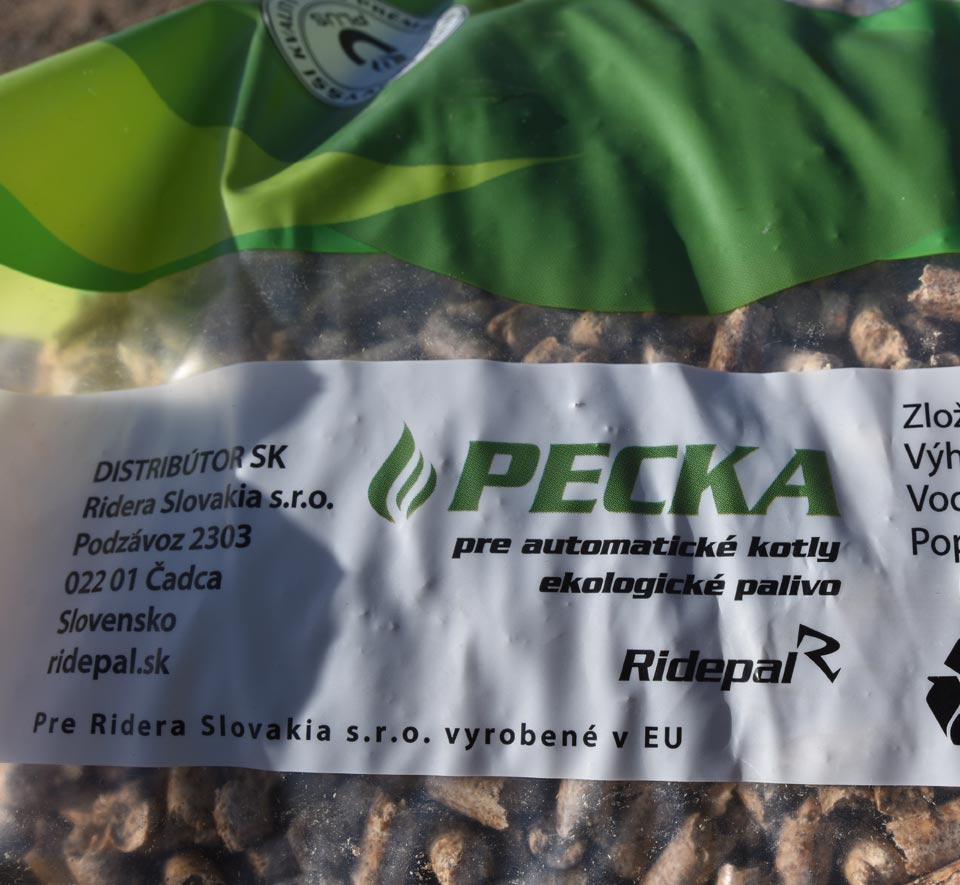 PLUS
DISTRIBÚTOR SK
Ridera Slovakia s.r.o.
Podzávoz 2303
022 01 Čadca
Slovensko
ridepal.sk
PECKA
pre automatické kotly
ekologické palivo
Ridepal
Pre Ridera Slovakia s.r.o. vyrobené v EU